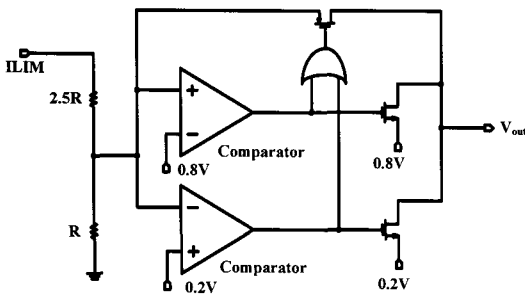 ILIM
2.5R
R
Comparator
0.8V
0.8V
Comparator
0.2V
0.2V
Vout